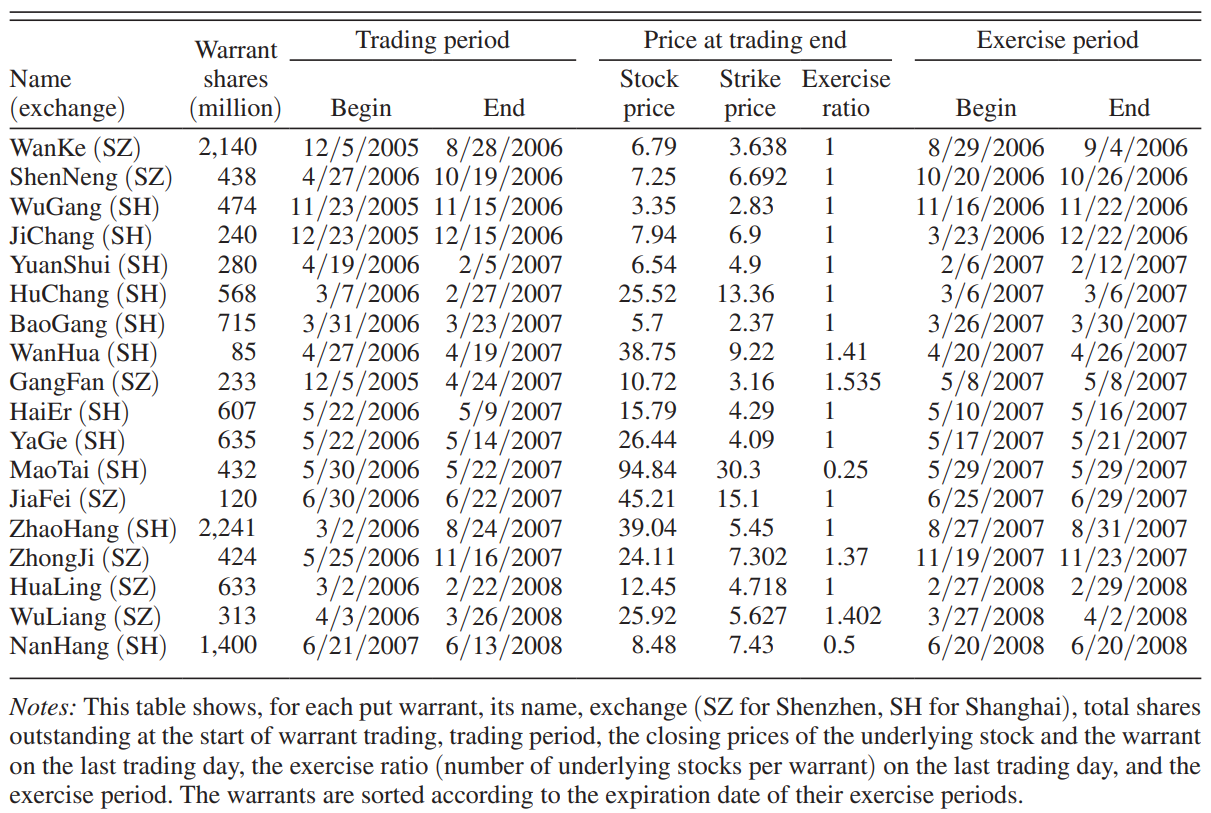 Trading period Price at trading end Exercise period
Warrant
Name shares Stock Strike Exercise
(exchange) (million) Begin End price price ratio Begin End
WanKe (SZ) 2,140 12/5/2005 8/28/2006 6.79 3.638 1 8/29/2006 9/4/2006
ShenNeng (SZ) 438 4/27/2006 10/19/2006 7.25 6.692 1 10/20/2006 10/26/2006
WuGang (SH) 474 11/23/2005 11/15/2006 3.35 2.83 1 11/16/2006 11/22/2006
JiChang (SH) 240 12/23/2005 12/15/2006 7.94 6.9 1 3/23/2006 12/22/2006
YuanShui (SH) 280 4/19/2006 2/5/2007 6.54 4.9 1 2/6/2007 2/12/2007
HuChang (SH) 568 3/7/2006 2/27/2007 25.52 13.36 1 3/6/2007 3/6/2007
BaoGang (SH) 715 3/31/2006 3/23/2007 5.7 2.37 1 3/26/2007 3/30/2007
WanHua (SH) 85 4/27/2006 4/19/2007 38.75 9.22 1.41 4/20/2007 4/26/2007
GangFan (SZ) 233 12/5/2005 4/24/2007 10.72 3.16 1.535 5/8/2007 5/8/2007
HaiEr (SH) 607 5/22/2006 5/9/2007 15.79 4.29 1 5/10/2007 5/16/2007
YaGe (SH) 635 5/22/2006 5/14/2007 26.44 4.09 1 5/17/2007 5/21/2007
MaoTai (SH) 432 5/30/2006 5/22/2007 94.84 30.3 0.25 5/29/2007 5/29/2007
JiaFei (SZ) 120 6/30/2006 6/22/2007 45.21 15.1 1 6/25/2007 6/29/2007
ZhaoHang (SH) 2,241 3/2/2006 8/24/2007 39.04 5.45 1 8/27/2007 8/31/2007
ZhongJi (SZ) 424 5/25/2006 11/16/2007 24.11 7.302 1.37 11/19/2007 11/23/2007
HuaLing (SZ) 633 3/2/2006 2/22/2008 12.45 4.718 1 2/27/2008 2/29/2008
WuLiang (SZ) 313 4/3/2006 3/26/2008 25.92 5.627 1.402 3/27/2008 4/2/2008
NanHang (SH) 1,400 6/21/2007 6/13/2008 8.48 7.43 0.5 6/20/2008 6/20/2008
Notes: This table shows, for each put warrant, its name, exchange (SZ for Shenzhen, SH for Shanghai), total shares
outstanding at the start of warrant trading, trading period, the closing prices of the underlying stock and the warrant
on the last trading day, the exercise ratio (number of underlying stocks per warrant) on the last trading day, and the
exercise period. The warrants are sorted according to the expiration date of their exercise periods.